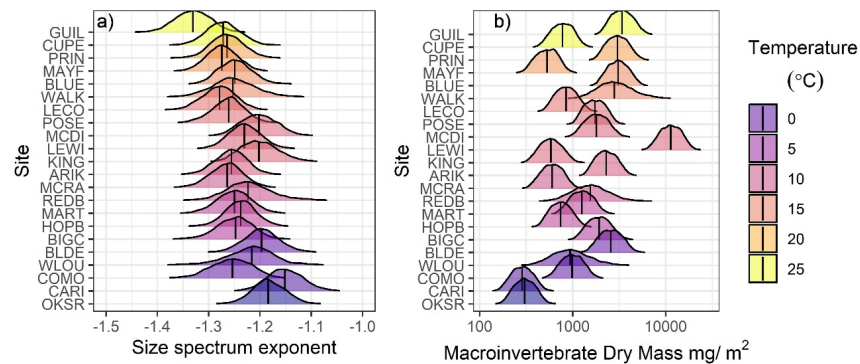 a)
Site
GUIL
CUPE
PRIN
MAYF
BLUE
WALK
LECO
POSE
MCDI
LEWI
KING
ARIK
MCRA
REDB
MART
HOPB
BIGC
BLDE
WLOU
COMO
CARI
OKSR
-1.5 -1.4 -1.3 -1.2 -1.1 -1.0
Size spectrum exponent
b)
Site
GUIL
CUPE
PRIN
MAYF
BLUE
WALK
LECO
POSE
MCDI
LEWI
KING
ARIK
MCRA
REDB
MART
HOPB
BIGC
BLDE
WLOU
COMO
CARI
OKSR
100 1000 10000
Macroinvertebrate Dry Mass mg/ m²
Temperature
(°C)
0
5
10
15
20
25